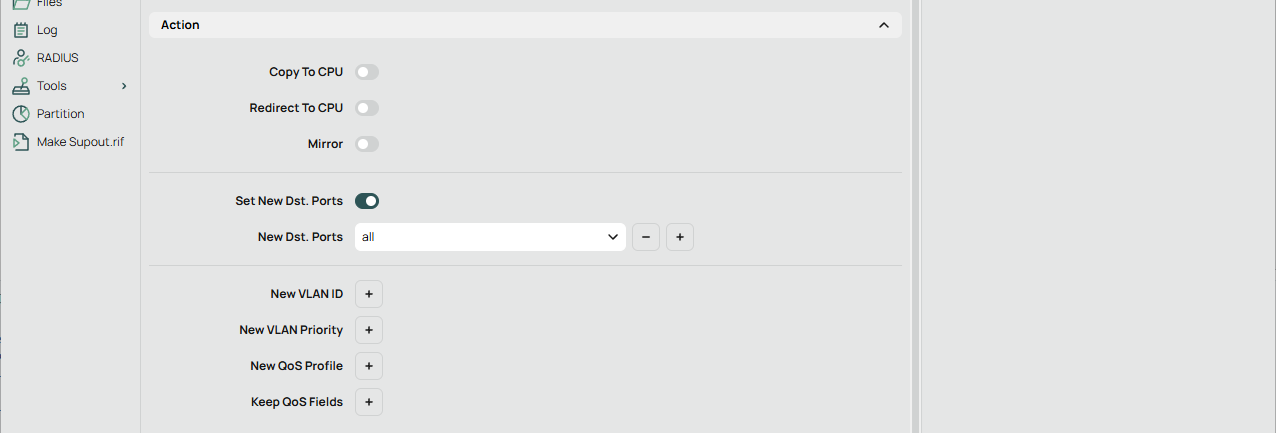 Files
Log
RADIUS
Tools
Partition
Make Supout.rif
Action
Copy To CPU
Redirect To CPU
Mirror
Set New Dst. Ports
New Dst. Ports
all
New VLAN ID
New VLAN Priority
New QoS Profile
Keep QoS Fields